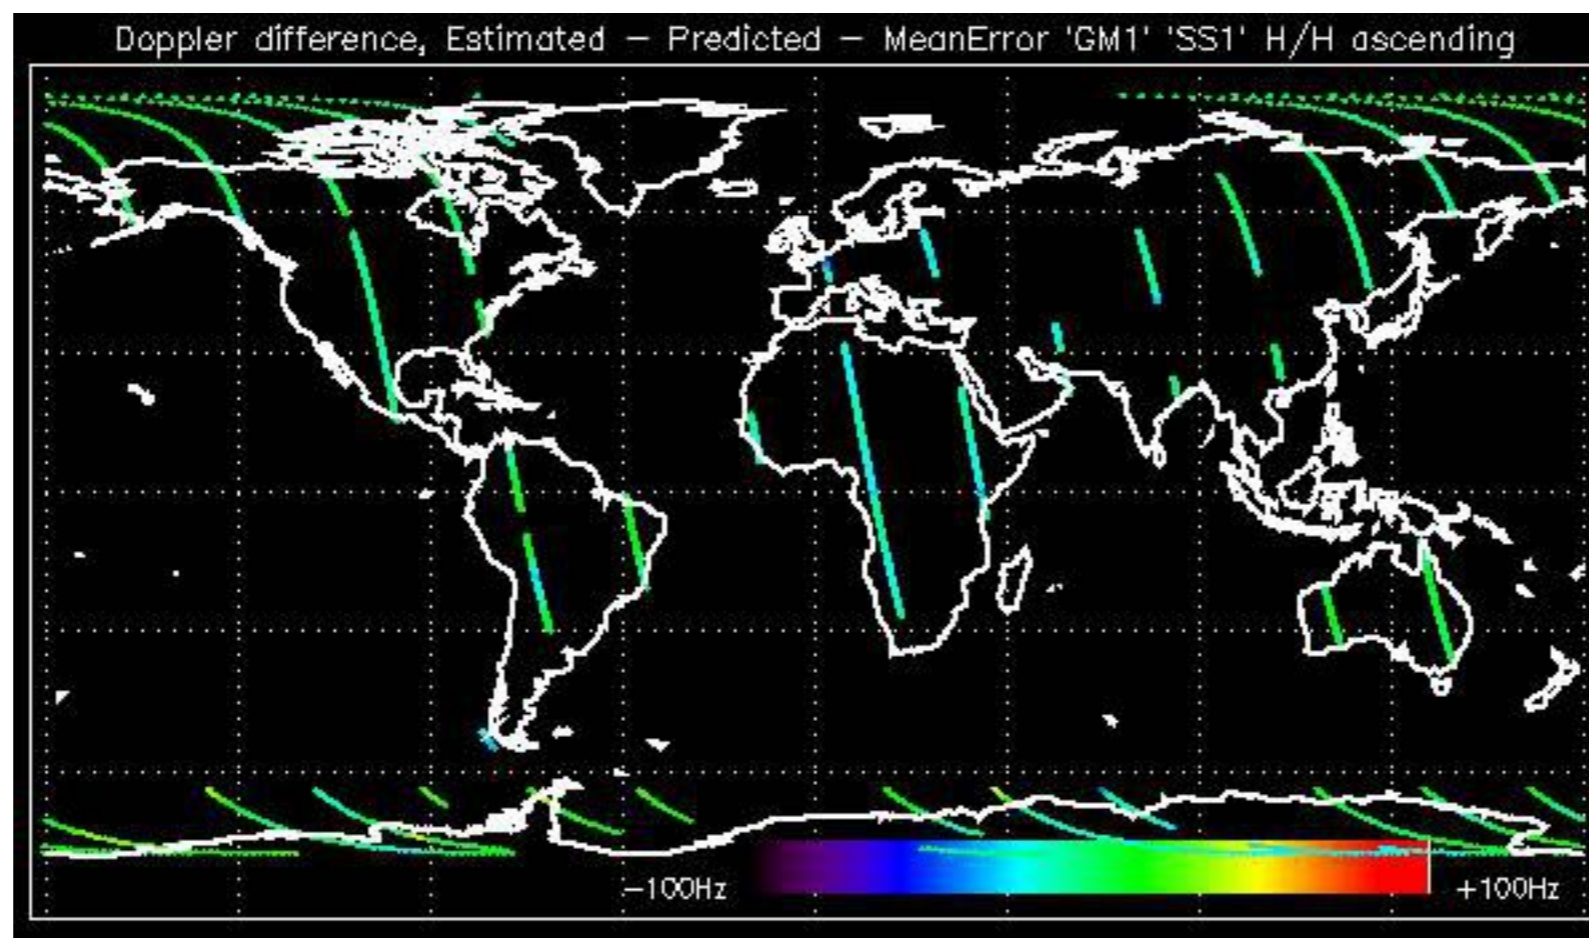 Doppler difference, Estimated – Predicted – MeanError 'GM1' 'SS1' H/H ascending
–100Hz
+100Hz